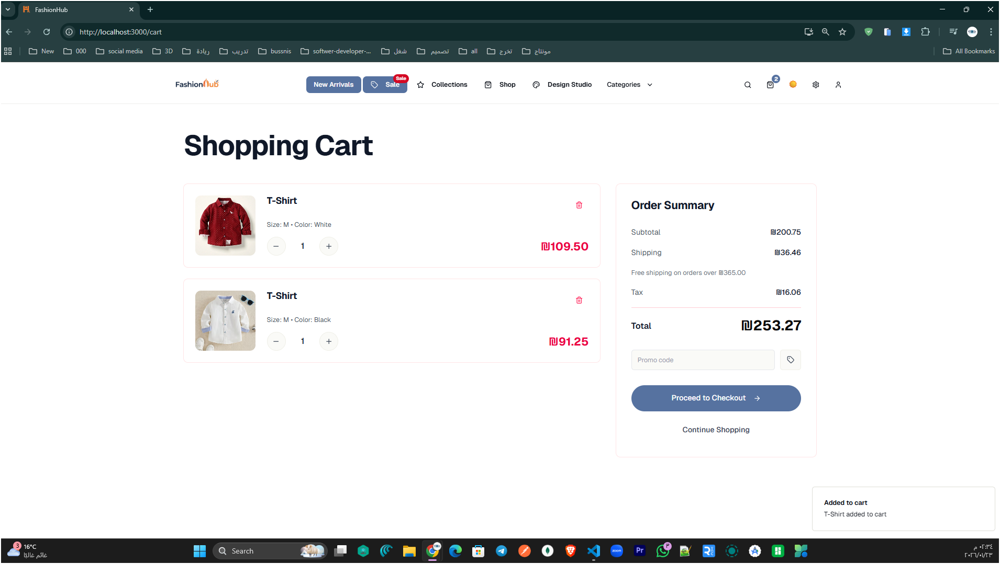 FashionHub
http://localhost:3000/cart
New
000
social media
3D
ريادة
تدريب
bussnis
softwer-developer-...
شغل
تصميم
all
تخرج
مونتاج
All Bookmarks
FashionHub
New Arrivals
Sale
Sale
Collections
Shop
Design Studio
Categories
2
Shopping Cart
T-Shirt
Size: M • Color: White
1
₪109.50
T-Shirt
Size: M • Color: Black
1
₪91.25
Order Summary
Subtotal ₪200.75
Shipping ₪36.46
Free shipping on orders over ₪365.00
Tax ₪16.06
Total ₪253.27
Promo code
Proceed to Checkout
Continue Shopping
Added to cart
T-Shirt added to cart
3
16°C
غائم غالبًا
Search
zoom
Pr
٣
٠٢:٣٤ م
٢٠٢٦/٠١/٢٣